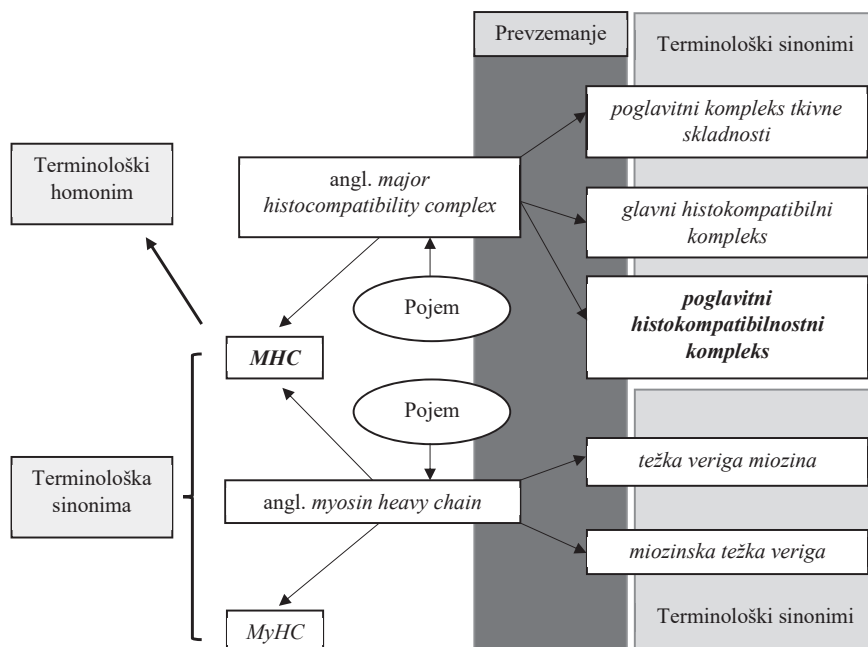 Prevzemanje
Terminološki sinonimi
poglavitni kompleks tkivne
skladnosti
Terminološki
homonim
angl. major
histocompatibility complex
glavni histokompatibilni
kompleks
Pojem
poglavitni
histokompatibilnostni
kompleks
MHC
Pojem
težka veriga miozina
Terminološka
sinonima
angl. myosin heavy chain
miozinska težka veriga
MyHC
Terminološki sinonimi